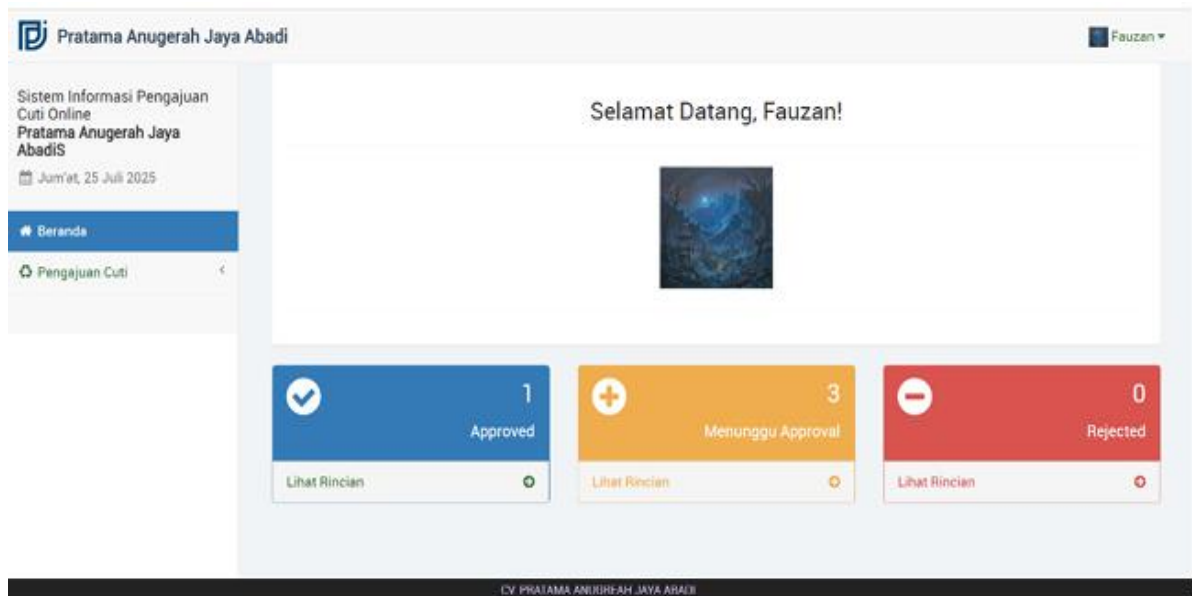 Pratama Anugerah Jaya Abadi
Fauzan
Sistem Informasi Pengajuan
Cuti Online
Pratama Anugerah Jaya
AbadiS
Jum'at, 25 Juli 2025
Beranda
Pengajuan Cuti
Selamat Datang, Fauzan!
1
Approved
Lihat Rincian
3
Menunggu Approval
Lihat Rincian
0
Rejected
Lihat Rincian
CV PRATAMA ANUGREAH JAYA ABADI